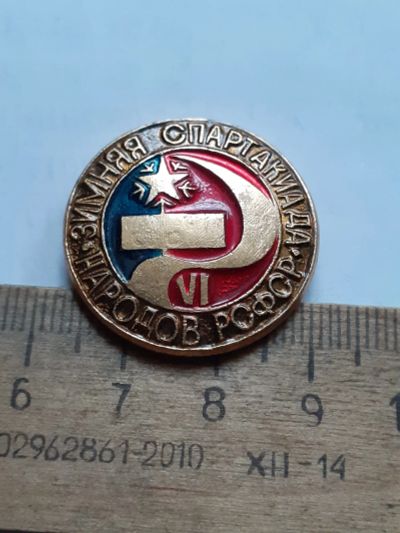 ЗИМНЯЯ СПАРТАКИАДА
НАРОДОВ РСФСР
VI
6 7 8 9
02962861-2010 XII-14